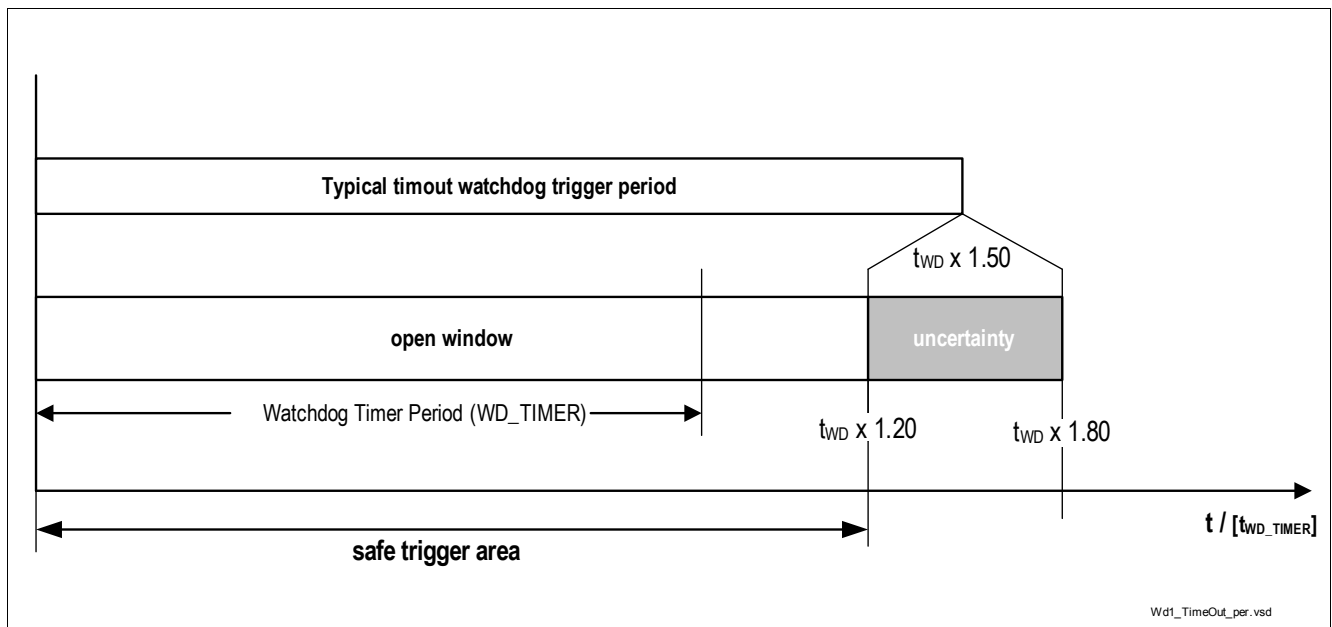 Typical timout watchdog trigger period
tWD x 1.50
open window
uncertainty
Watchdog Timer Period (WD_TIMER)
tWD x 1.20
tWD x 1.80
t / [tWD_TIMER]
safe trigger area
Wd1_TimeOut_per.vsd